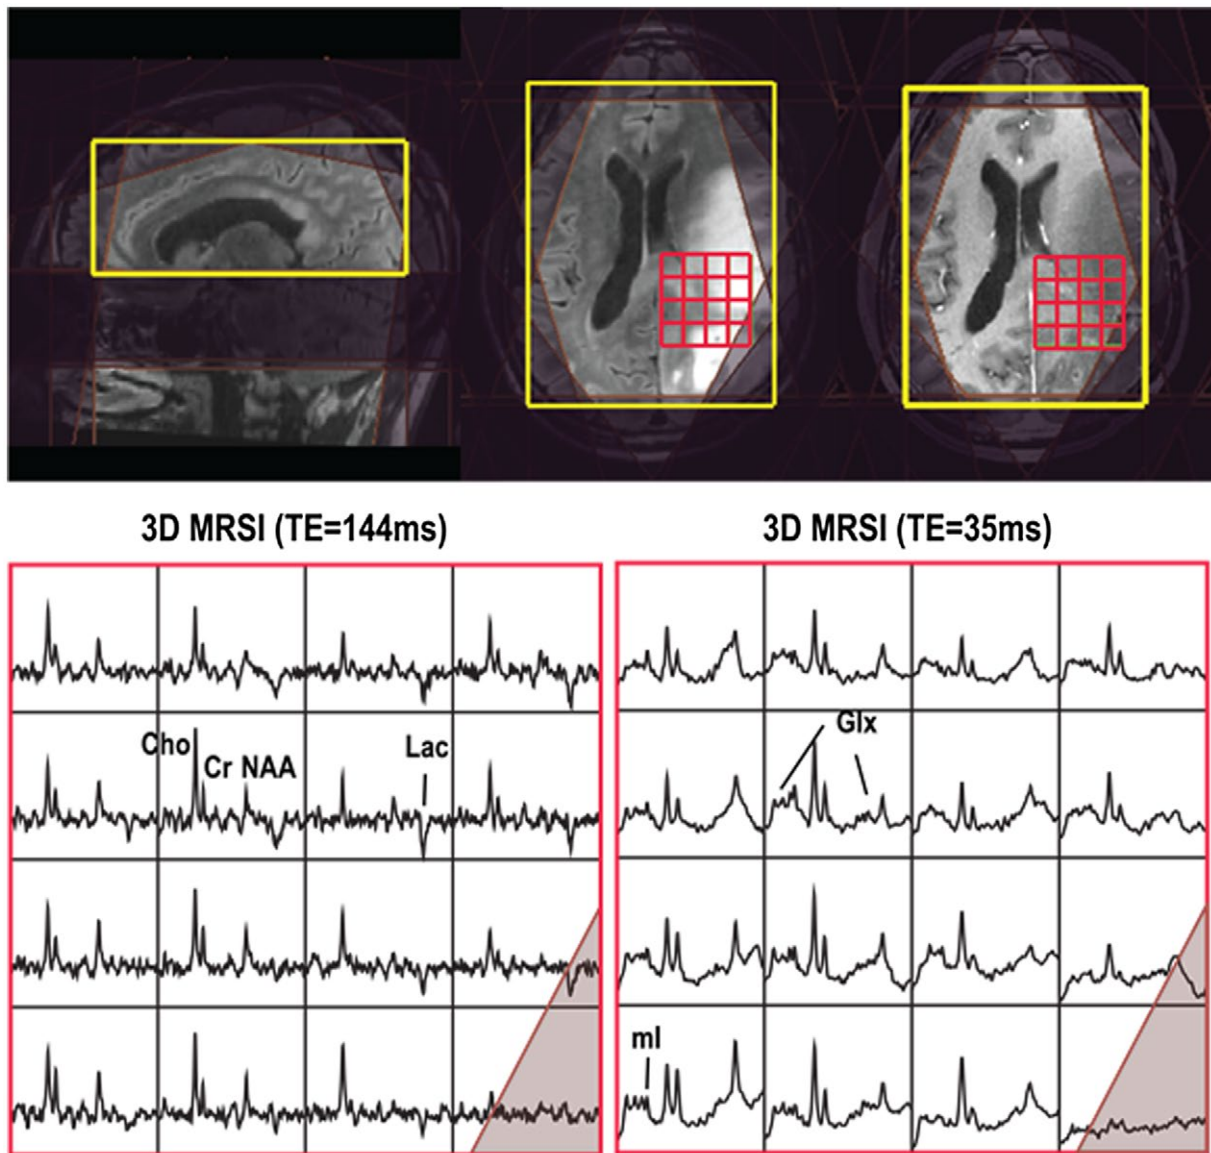 3D MRSI (TE=144ms)
3D MRSI (TE=35ms)
Cho
Cr NAA
Lac
Glx
mI